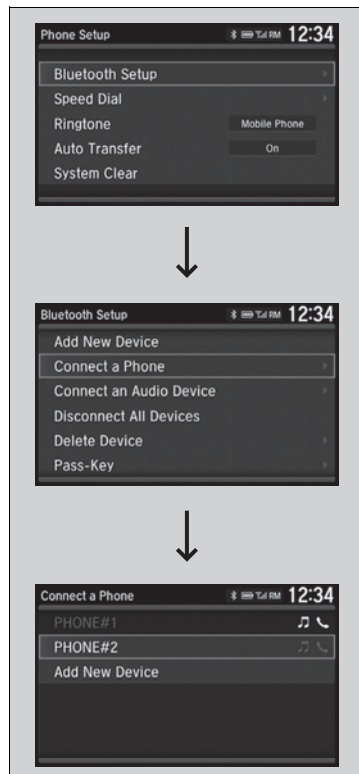 Phone Setup 12:34
Bluetooth Setup
Speed Dial
Ringtone Mobile Phone
Auto Transfer On
System Clear
Bluetooth Setup 12:34
Add New Device
Connect a Phone
Connect an Audio Device
Disconnect All Devices
Delete Device
Pass-Key
Connect a Phone 12:34
PHONE#1
PHONE#2
Add New Device